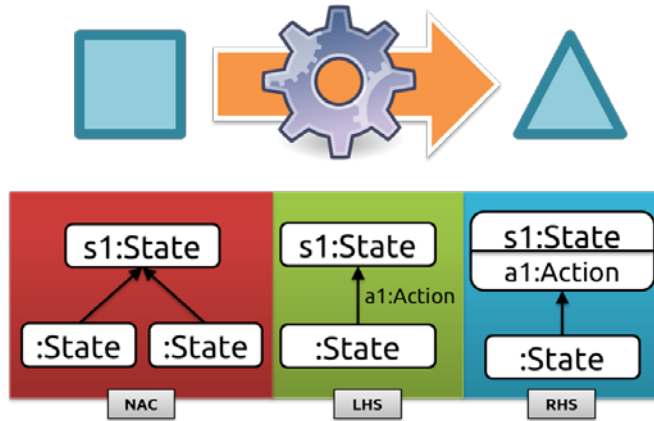 s1:State
:State
:State
NAC
s1:State
a1:Action
:State
LHS
s1:State
a1:Action
:State
RHS